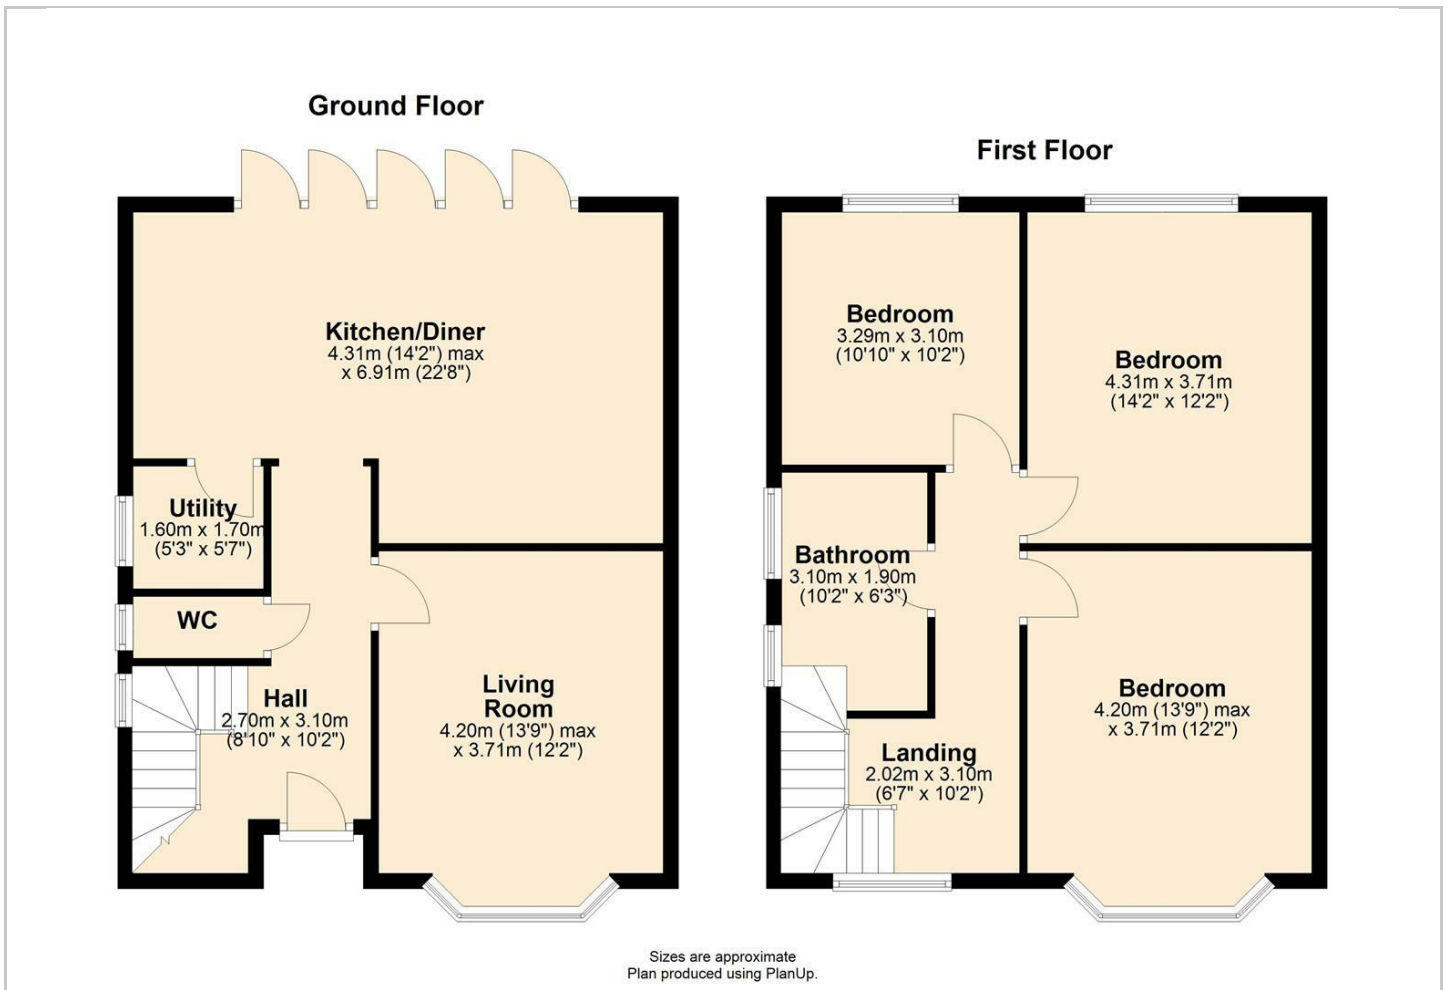 Ground Floor
Kitchen/Diner
4.31m (14'2") max
x 6.91m (22'8")
Utility
1.60m x 1.70m
(5'3" x 5'7")
WC
Hall
2.70m x 3.10m
(8'10" x 10'2")
Living
Room
4.20m (13'9") max
x 3.71m (12'2")
First Floor
Bedroom
3.29m x 3.10m
(10'10" x 10'2")
Bedroom
4.31m x 3.71m
(14'2" x 12'2")
Bathroom
3.10m x 1.90m
(10'2" x 6'3")
Bedroom
4.20m (13'9") max
x 3.71m (12'2")
Landing
2.02m x 3.10m
(6'7" x 10'2")
Sizes are approximate
Plan produced using PlanUp.